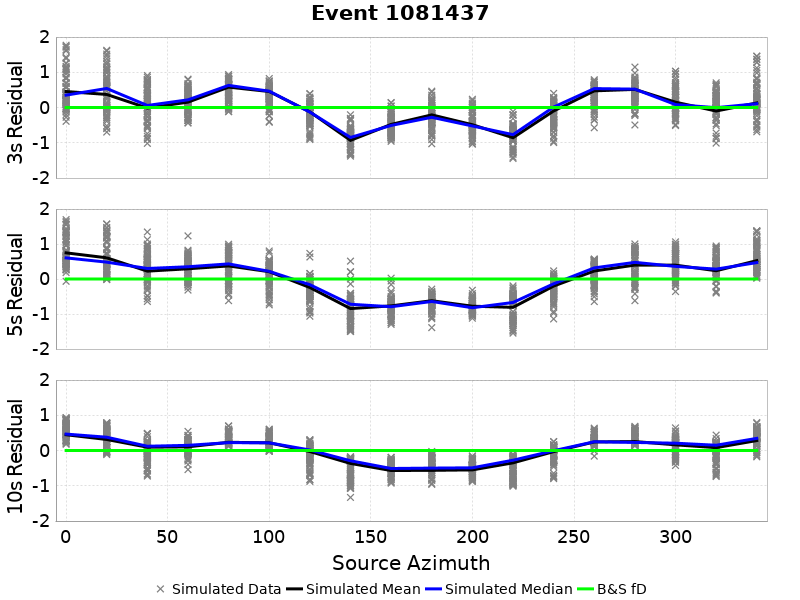 Event 1081437
3s Residual
2
1
0
-1
-2
5s Residual
2
1
0
-1
-2
10s Residual
2
1
0
-1
-2
0 50 100 150 200 250 300
Source Azimuth
Simulated Data Simulated Mean Simulated Median B&S fD